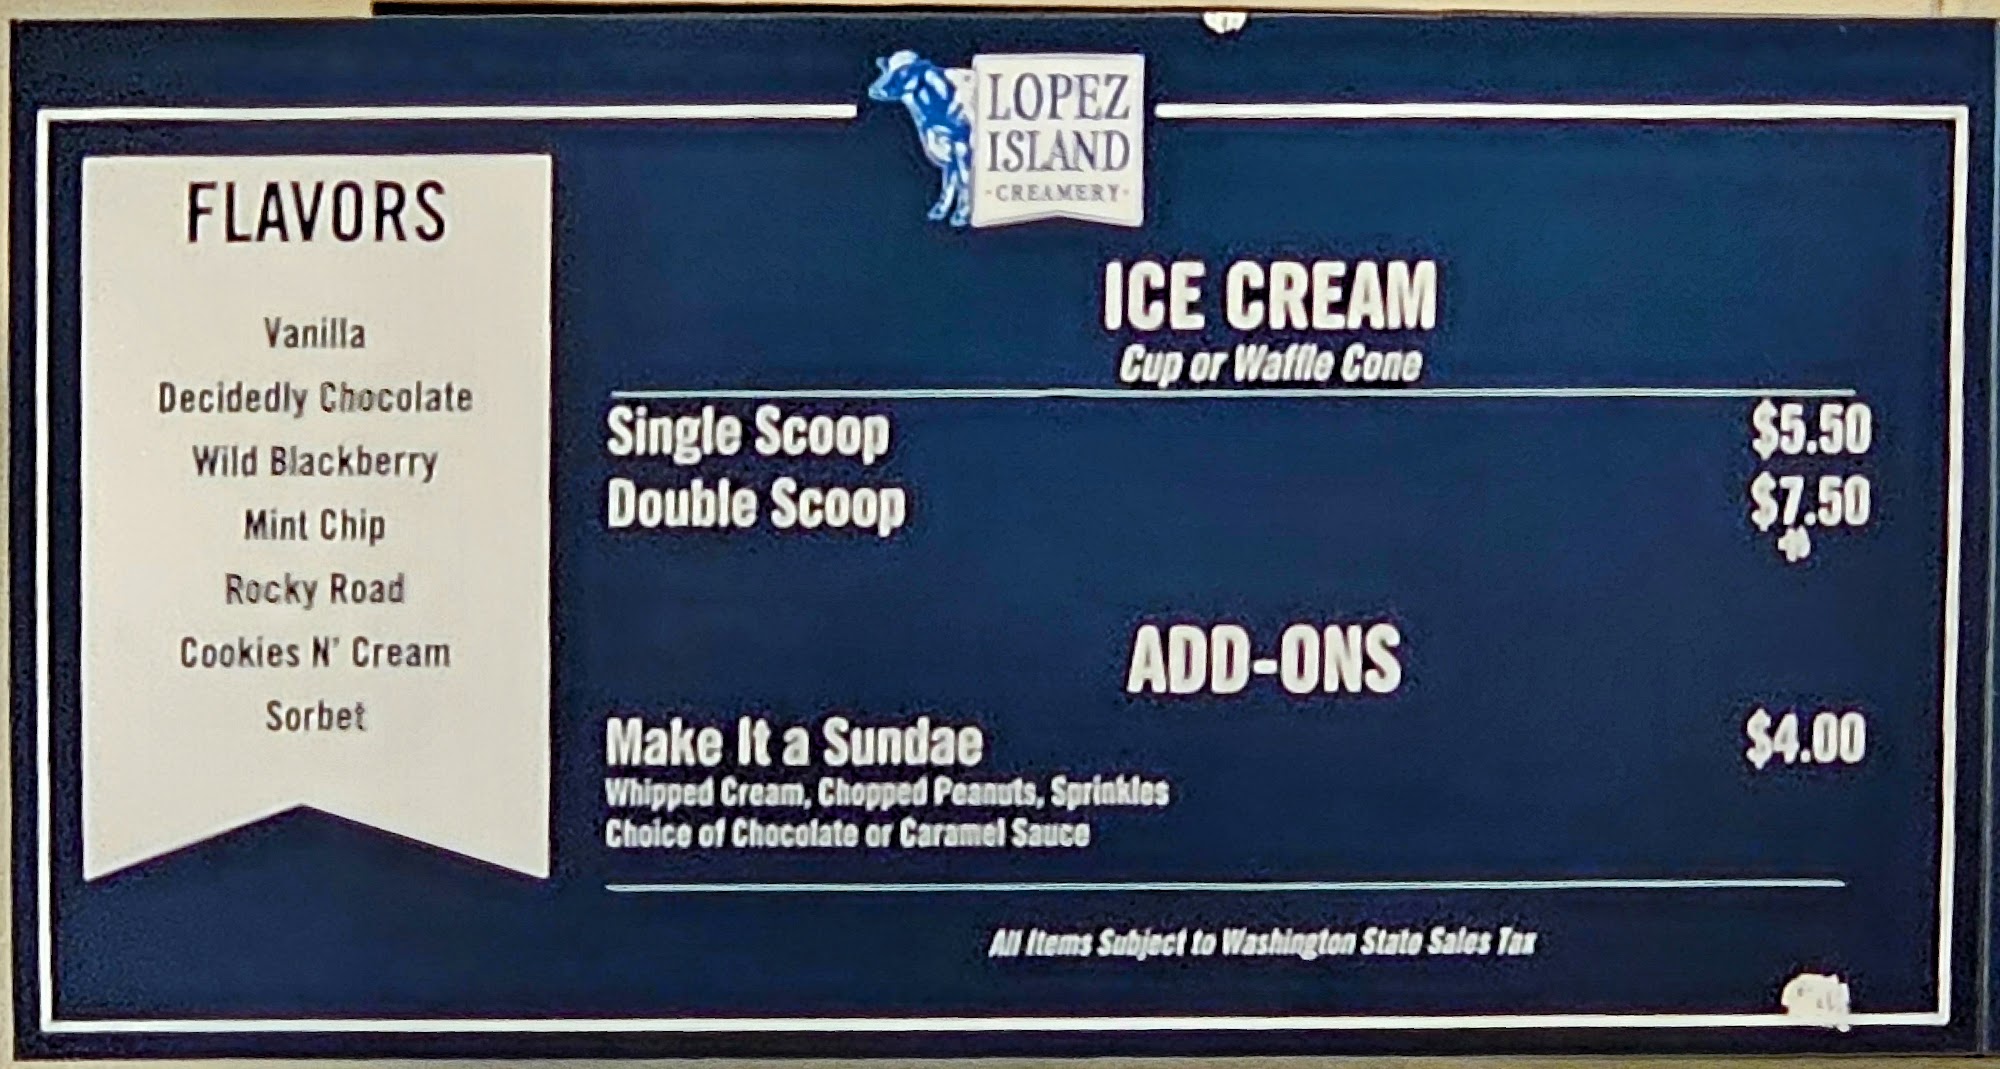 LOPEZ
ISLAND
-CREAMERY-
FLAVORS
Vanilla
Decidedly Chocolate
Wild Blackberry
Mint Chip
Rocky Road
Cookies N' Cream
Sorbet
ICE CREAM
Cup or Waffle Cone
Single Scoop $5.50
Double Scoop $7.50
ADD-ONS
Make It a Sundae $4.00
Whipped Cream, Chopped Peanuts, Sprinkles
Choice of Chocolate or Caramel Sauce
All Items Subject to Washington State Sales Tax